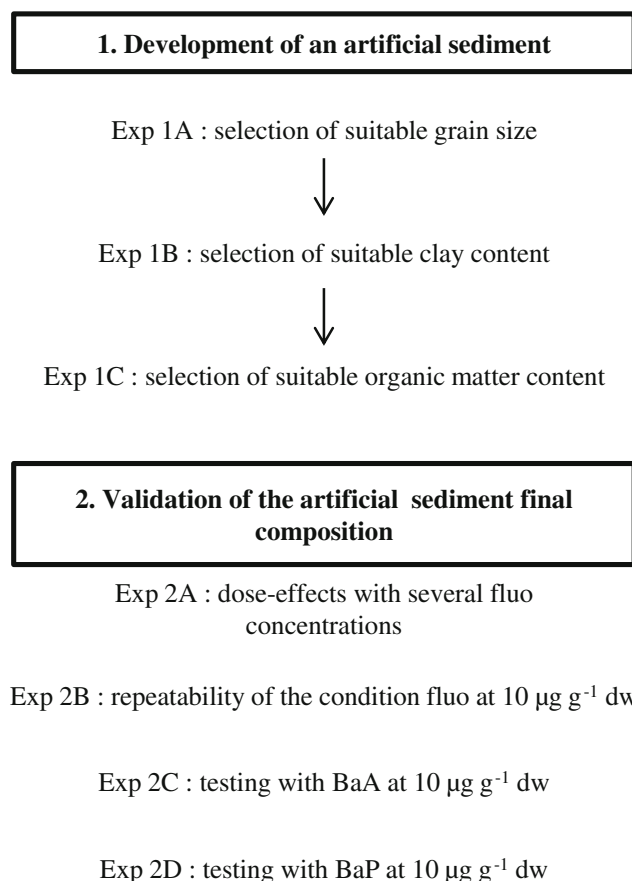 1. Development of an artificial sediment
Exp 1A : selection of suitable grain size
Exp 1B : selection of suitable clay content
Exp 1C : selection of suitable organic matter content
2. Validation of the artificial sediment final
composition
Exp 2A : dose-effects with several fluo
concentrations
Exp 2B : repeatability of the condition fluo at 10 µg g⁻¹ dw
Exp 2C : testing with BaA at 10 µg g⁻¹ dw
Exp 2D : testing with BaP at 10 µg g⁻¹ dw